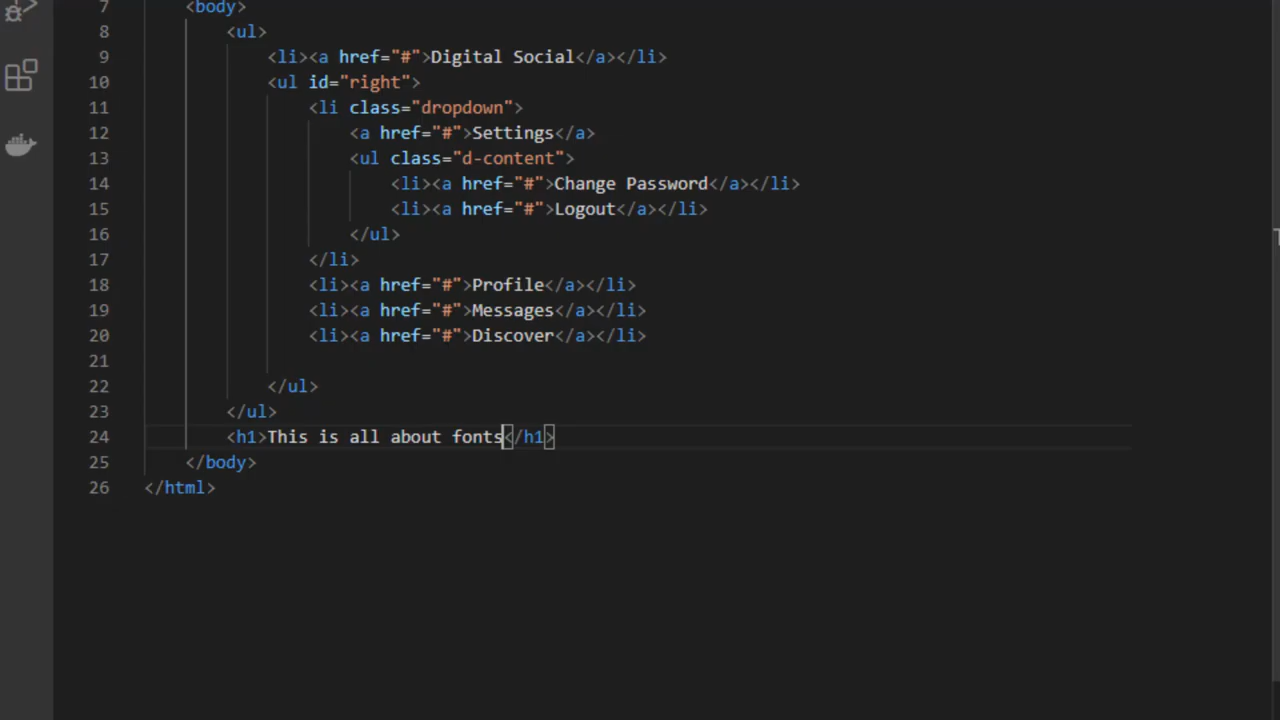 7 <body>
8 <ul>
9 <li><a href="#">Digital Social</a></li>
10 <ul id="right">
11 <li class="dropdown">
12 <a href="#">Settings</a>
13 <ul class="d-content">
14 <li><a href="#">Change Password</a></li>
15 <li><a href="#">Logout</a></li>
16 </ul>
17 </li>
18 <li><a href="#">Profile</a></li>
19 <li><a href="#">Messages</a></li>
20 <li><a href="#">Discover</a></li>
21
22 </ul>
23 </ul>
24 <h1>This is all about fonts</h1>
25 </body>
26 </html>